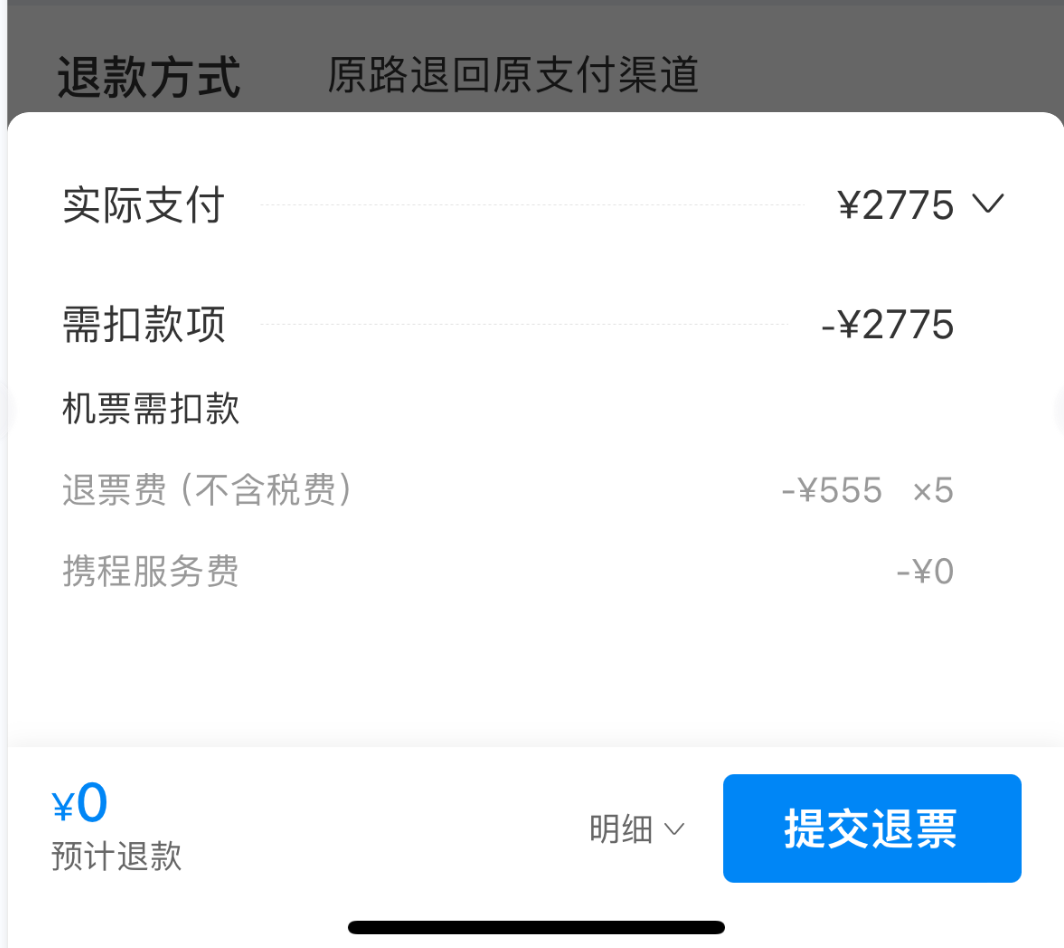 退款方式 原路退回原支付渠道
实际支付 ¥2775
需扣款项 -¥2775
机票需扣款
退票费 (不含税费) -¥555 ×5
携程服务费 -¥0
¥0
预计退款
明细
提交退票